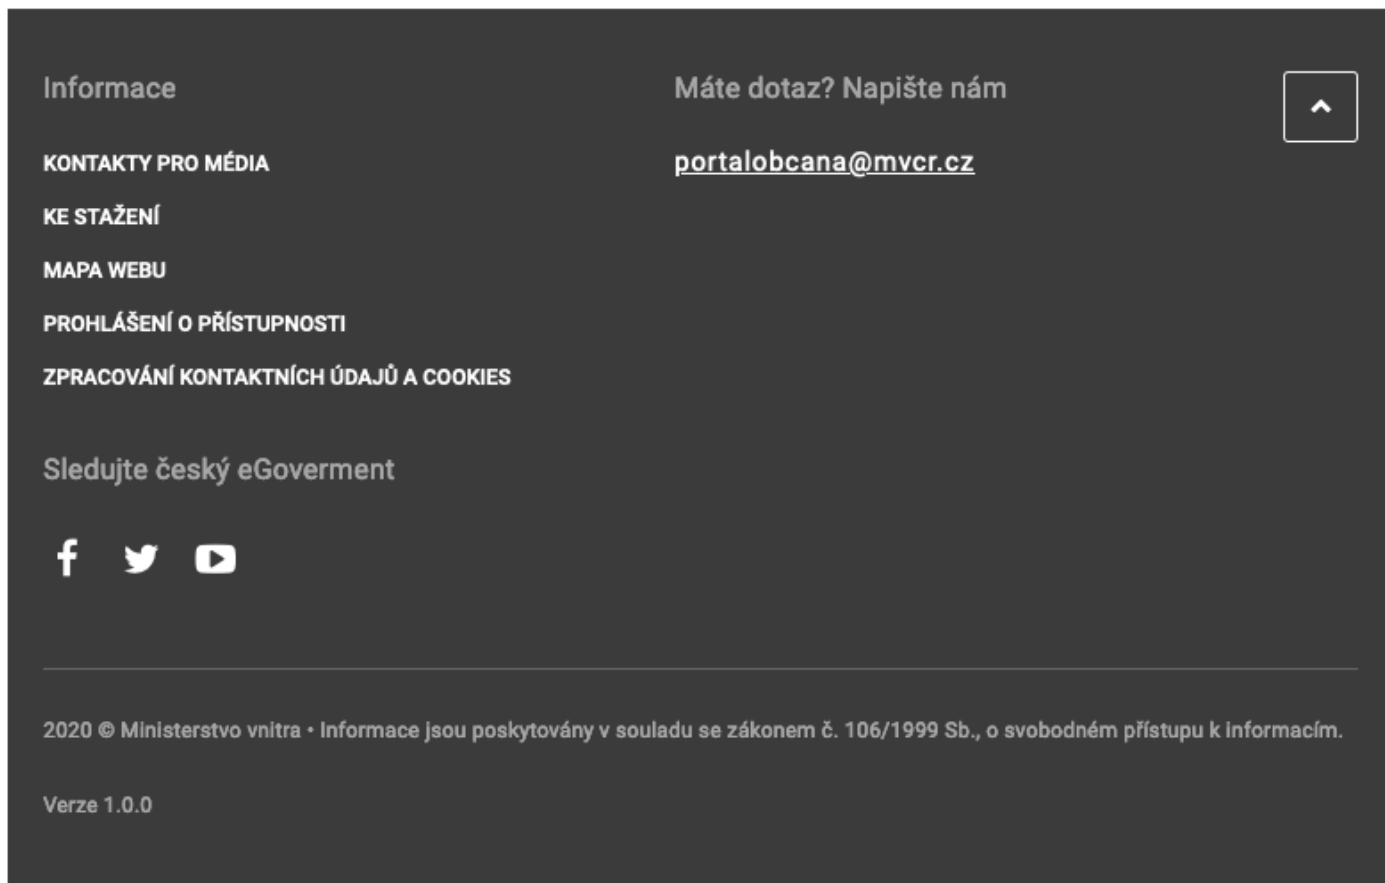 Informace
KONTAKTY PRO MÉDIA
KE STAŽENÍ
MAPA WEBU
PROHLÁŠENÍ O PŘÍSTUPNOSTI
ZPRACOVÁNÍ KONTAKTNÍCH ÚDAJŮ A COOKIES
Sledujte český eGoverment
Máte dotaz? Napište nám
portalobcana@mvcr.cz
2020 © Ministerstvo vnitra • Informace jsou poskytovány v souladu se zákonem č. 106/1999 Sb., o svobodném přístupu k informacím.
Verze 1.0.0